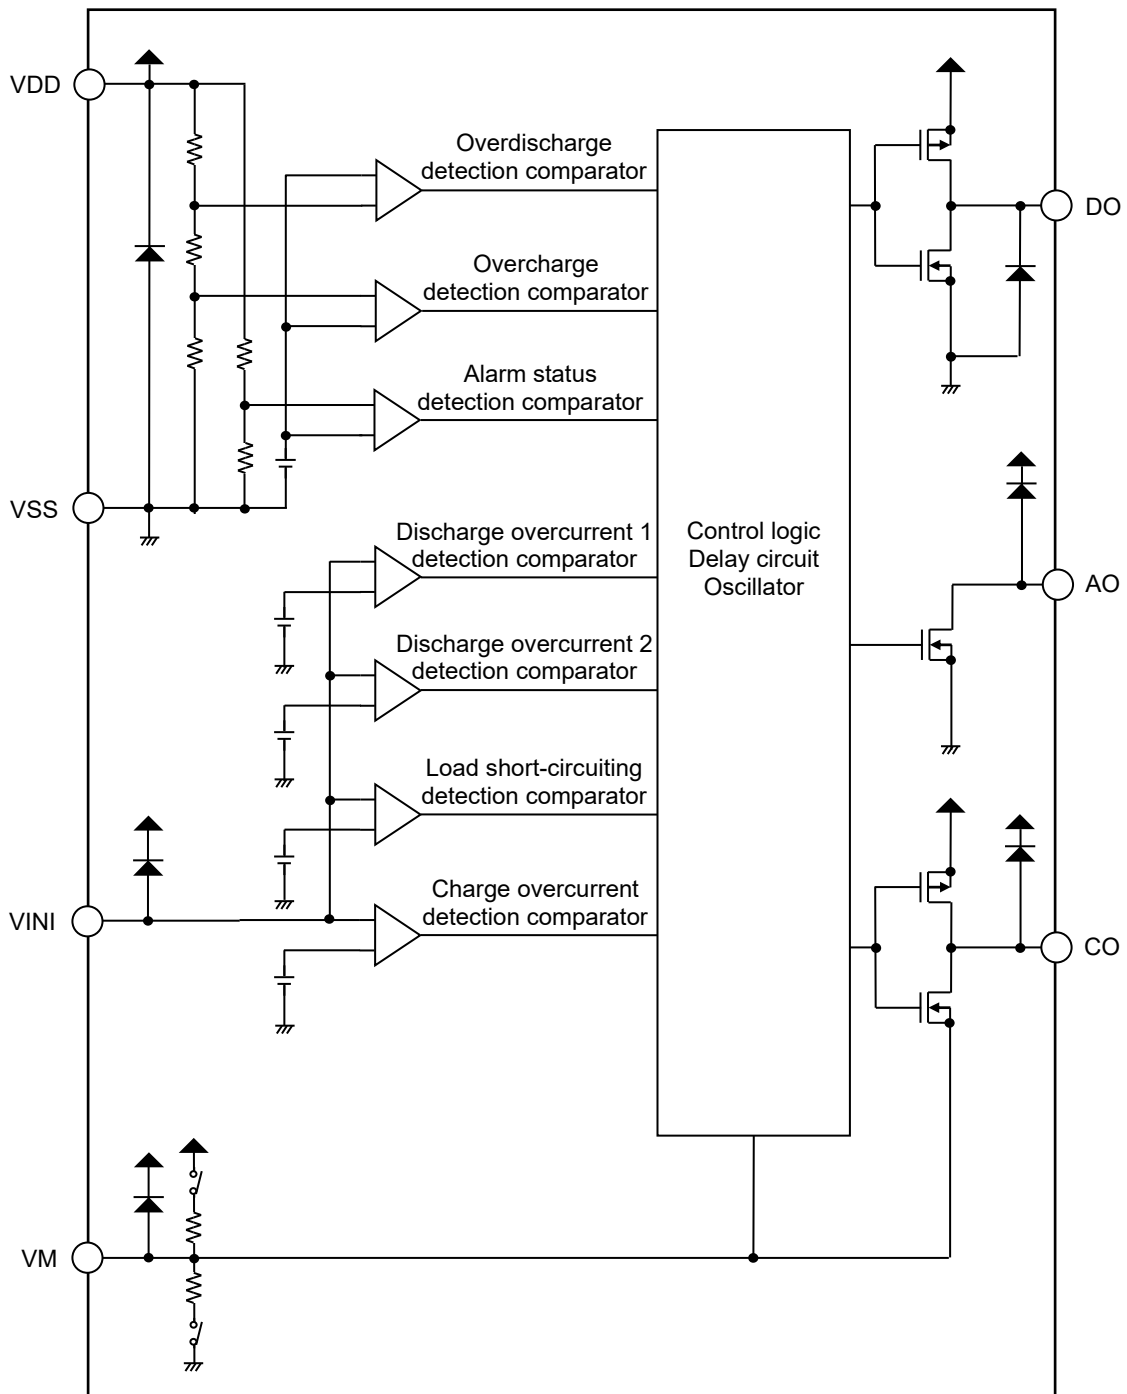 VDD
Overdischarge
detection comparator
DO
Overcharge
detection comparator
Alarm status
detection comparator
VSS
Discharge overcurrent 1
detection comparator
Control logic
Delay circuit
Oscillator
AO
Discharge overcurrent 2
detection comparator
Load short-circuiting
detection comparator
Charge overcurrent
detection comparator
VINI
CO
VM